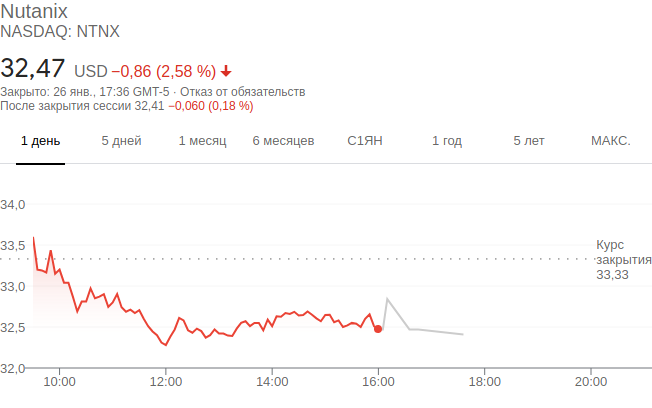 Nutanix
NASDAQ: NTNX
32,47 USD −0,86 (2,58 %)
Закрыто: 26 янв., 17:36 GMT-5 · Отказ от обязательств
После закрытия сессии 32,41 −0,060 (0,18 %)
1 день 5 дней 1 месяц 6 месяцев С1ЯН 1 год 5 лет МАКС.
34,0
33,5
Курс
закрытия
33,33
33,0
32,5
32,0
10:00 12:00 14:00 16:00 18:00 20:00